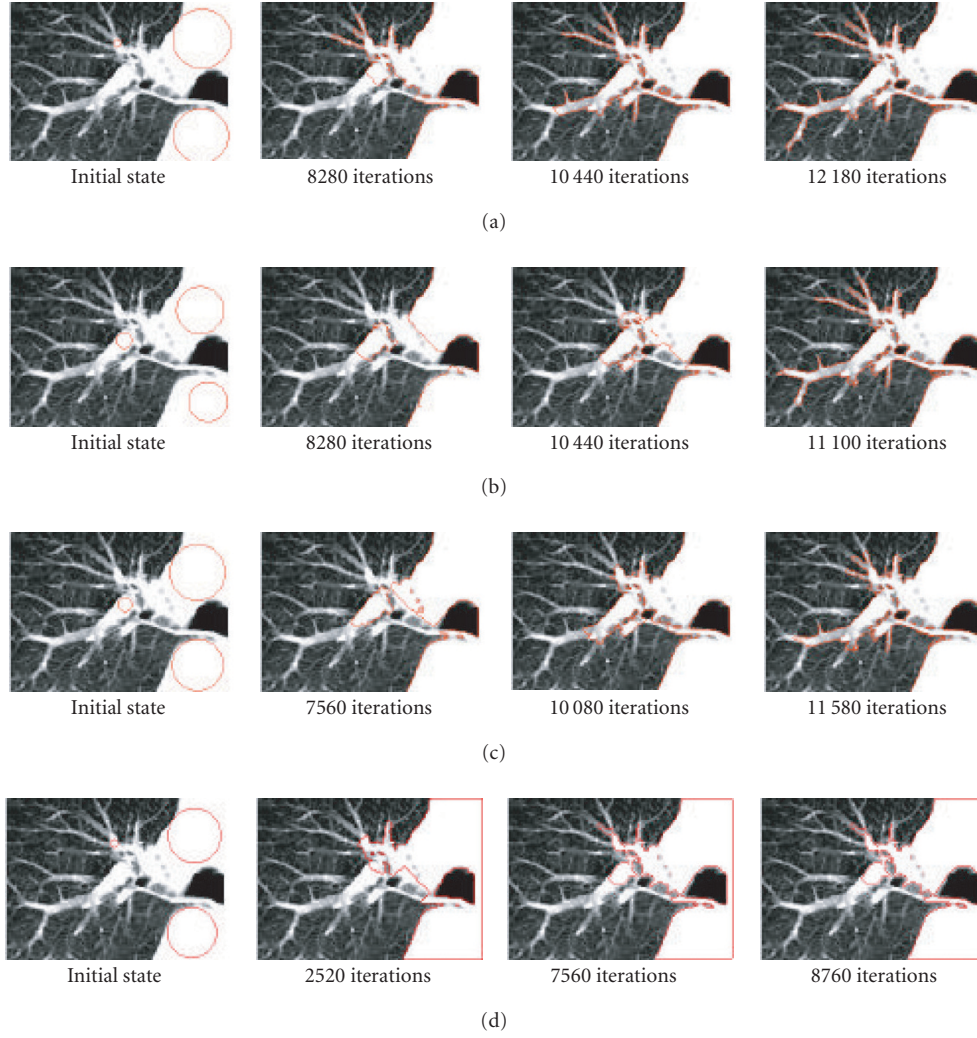 Initial state 8280 iterations 10 440 iterations 12 180 iterations
(a)
Initial state 8280 iterations 10 440 iterations 11 100 iterations
(b)
Initial state 7560 iterations 10 080 iterations 11 580 iterations
(c)
Initial state 2520 iterations 7560 iterations 8760 iterations
(d)